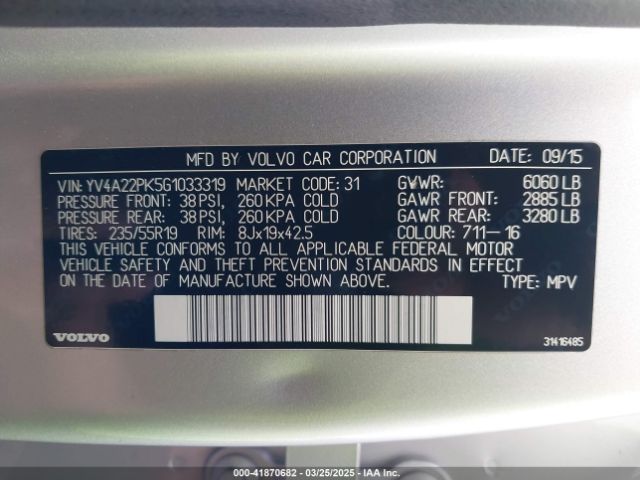 MFD BY VOLVO CAR CORPORATION DATE: 09/15
VIN: YV4A22PK5G1033319 MARKET CODE: 31 GVWR: 6060 LB
PRESSURE FRONT: 38 PSI, 260 KPA COLD GAWR FRONT: 2885 LB
PRESSURE REAR: 38 PSI, 260 KPA COLD GAWR REAR: 3280 LB
TIRES: 235/55R19 RIM: 8Jx19x42.5 COLOUR: 711-16
THIS VEHICLE CONFORMS TO ALL APPLICABLE FEDERAL MOTOR
VEHICLE SAFETY AND THEFT PREVENTION STANDARDS IN EFFECT
ON THE DATE OF MANUFACTURE SHOWN ABOVE. TYPE: MPV
VOLVO 31416485
000-41870682 - 03/25/2025 - IAA Inc.